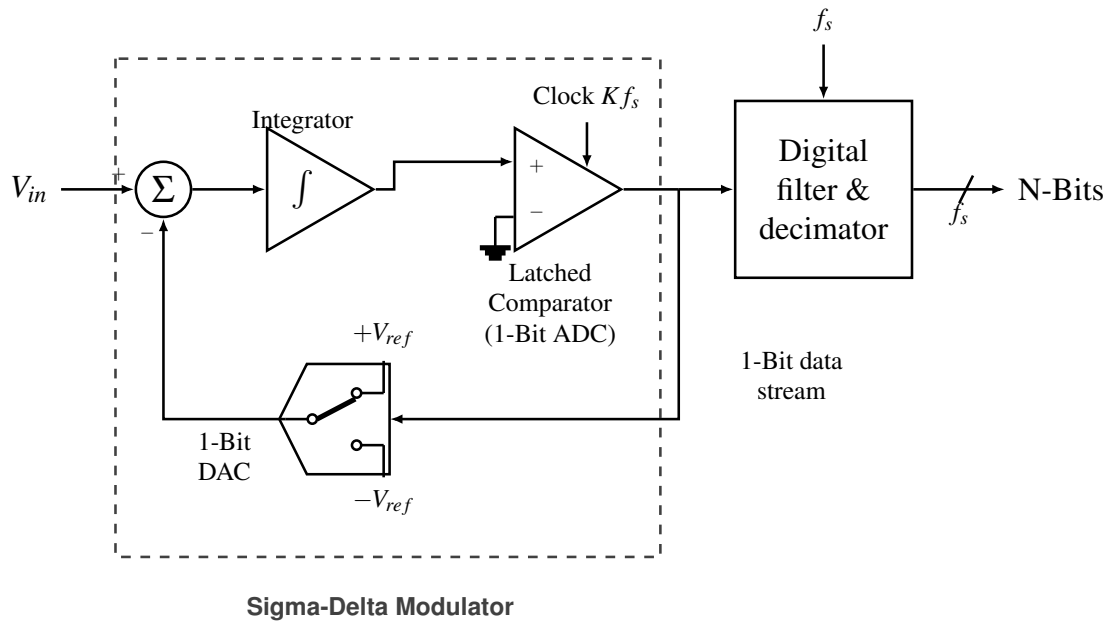 f_s
Clock Kf_s
Integrator
V_in
+
Σ
−
∫
+
−
Digital
filter &
decimator
f_s
N-Bits
Latched
Comparator
(1-Bit ADC)
+V_ref
1-Bit data
stream
1-Bit
DAC
−V_ref
Sigma-Delta Modulator